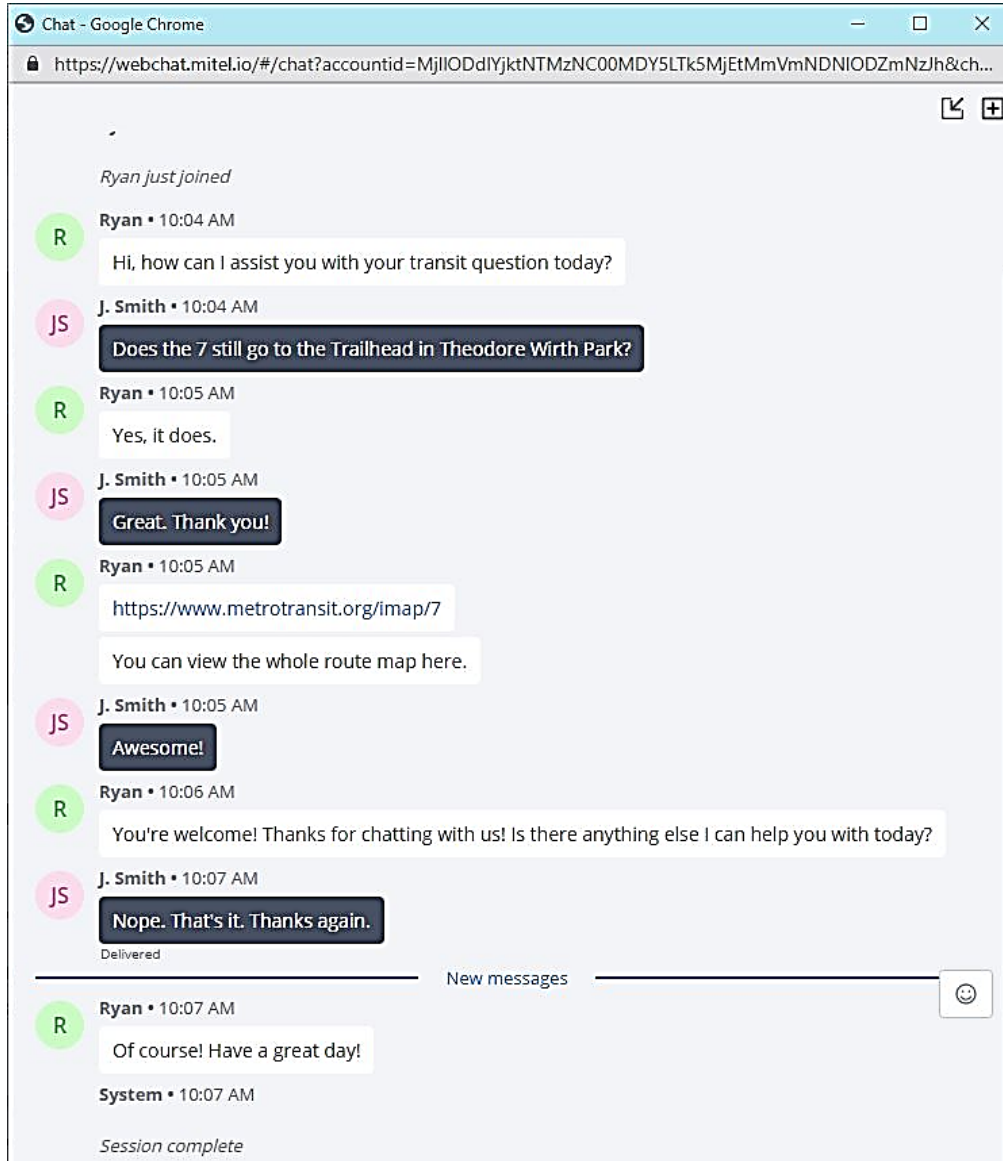 Chat - Google Chrome
https://webchat.mitel.io/#/chat?accountid=MjllODdlYjktNTMzNC00MDY5LTk5MjEtMmVmNDNlODZmNzJh&ch...
Ryan just joined
Ryan • 10:04 AM
R
Hi, how can I assist you with your transit question today?
J. Smith • 10:04 AM
JS
Does the 7 still go to the Trailhead in Theodore Wirth Park?
Ryan • 10:05 AM
R
Yes, it does.
J. Smith • 10:05 AM
JS
Great. Thank you!
Ryan • 10:05 AM
R
https://www.metrotransit.org/imap/7
You can view the whole route map here.
J. Smith • 10:05 AM
JS
Awesome!
Ryan • 10:06 AM
R
You're welcome! Thanks for chatting with us! Is there anything else I can help you with today?
J. Smith • 10:07 AM
JS
Nope. That's it. Thanks again.
Delivered
New messages
Ryan • 10:07 AM
R
Of course! Have a great day!
System • 10:07 AM
Session complete